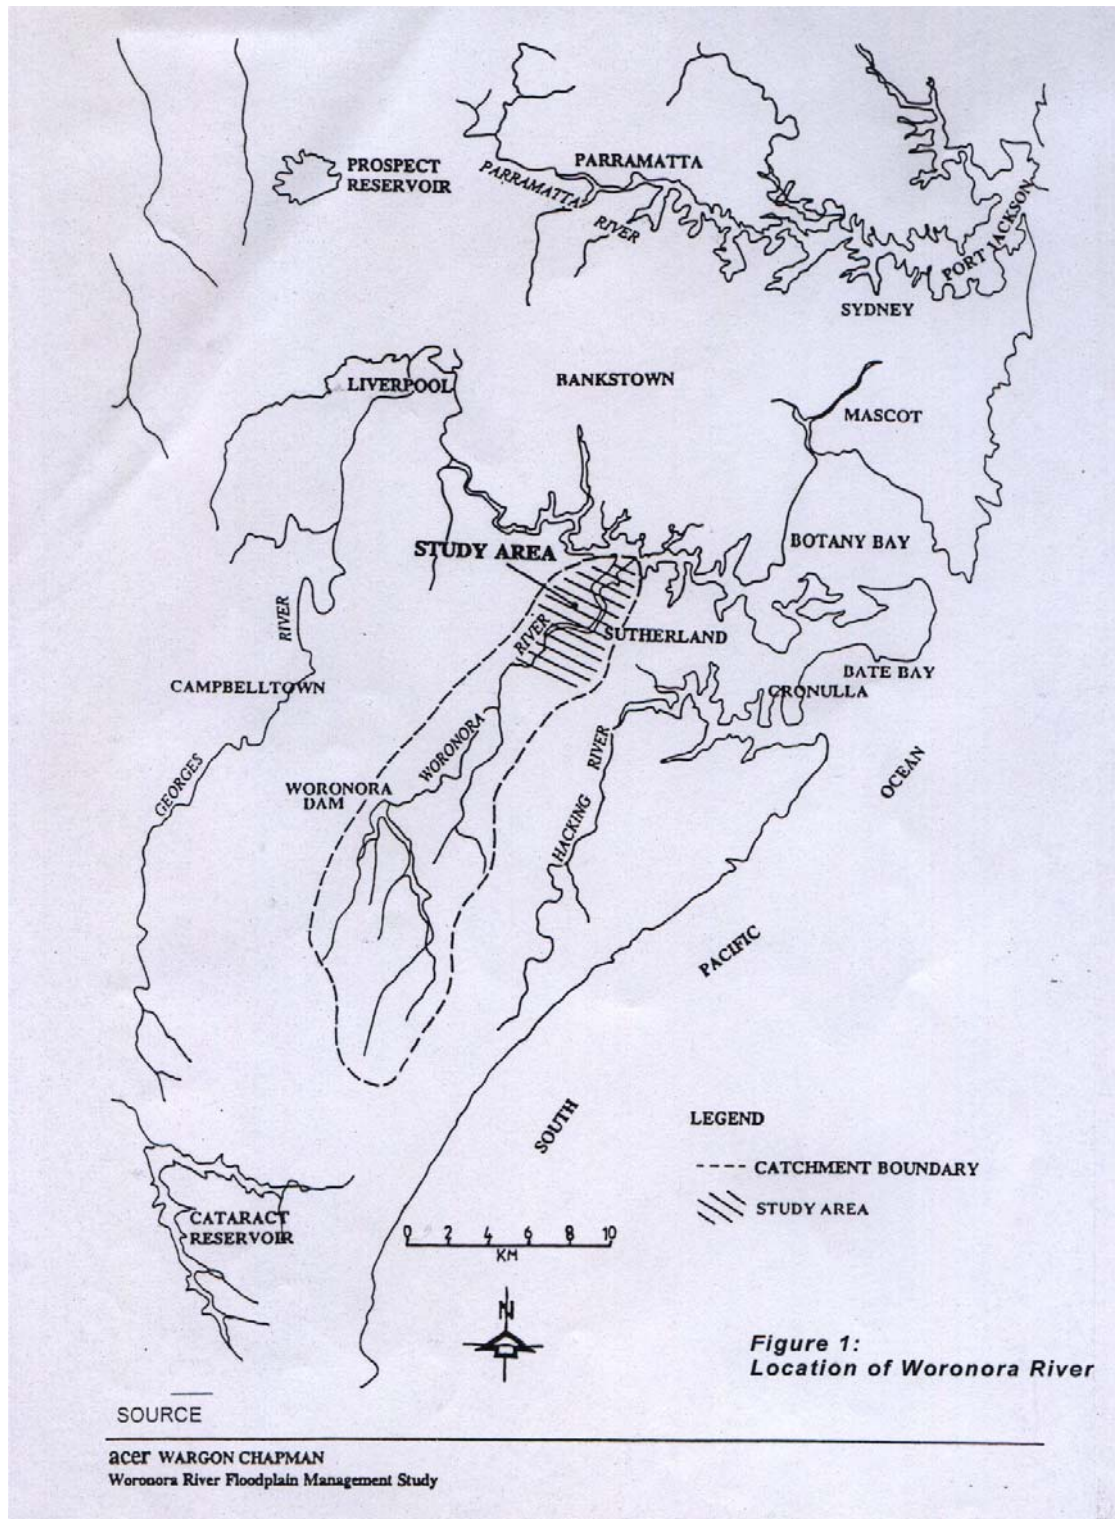 PROSPECT
RESERVOIR
PARRAMATTA
PARRAMATTA
RIVER
PORT JACKSON
SYDNEY
LIVERPOOL
BANKSTOWN
MASCOT
STUDY AREA
BOTANY BAY
RIVER
RIVER
SUTHERLAND
CAMPBELLTOWN
BATE BAY
CRONULLA
WORONORA
RIVER
OCEAN
GEORGES
WORONORA
DAM
HACKING
PACIFIC
SOUTH
LEGEND
CATCHMENT BOUNDARY
STUDY AREA
CATARACT
RESERVOIR
0 2 4 6 8 10
KM
N
Figure 1:
Location of Woronora River
SOURCE
acer WARGON CHAPMAN
Woronora River Floodplain Management Study